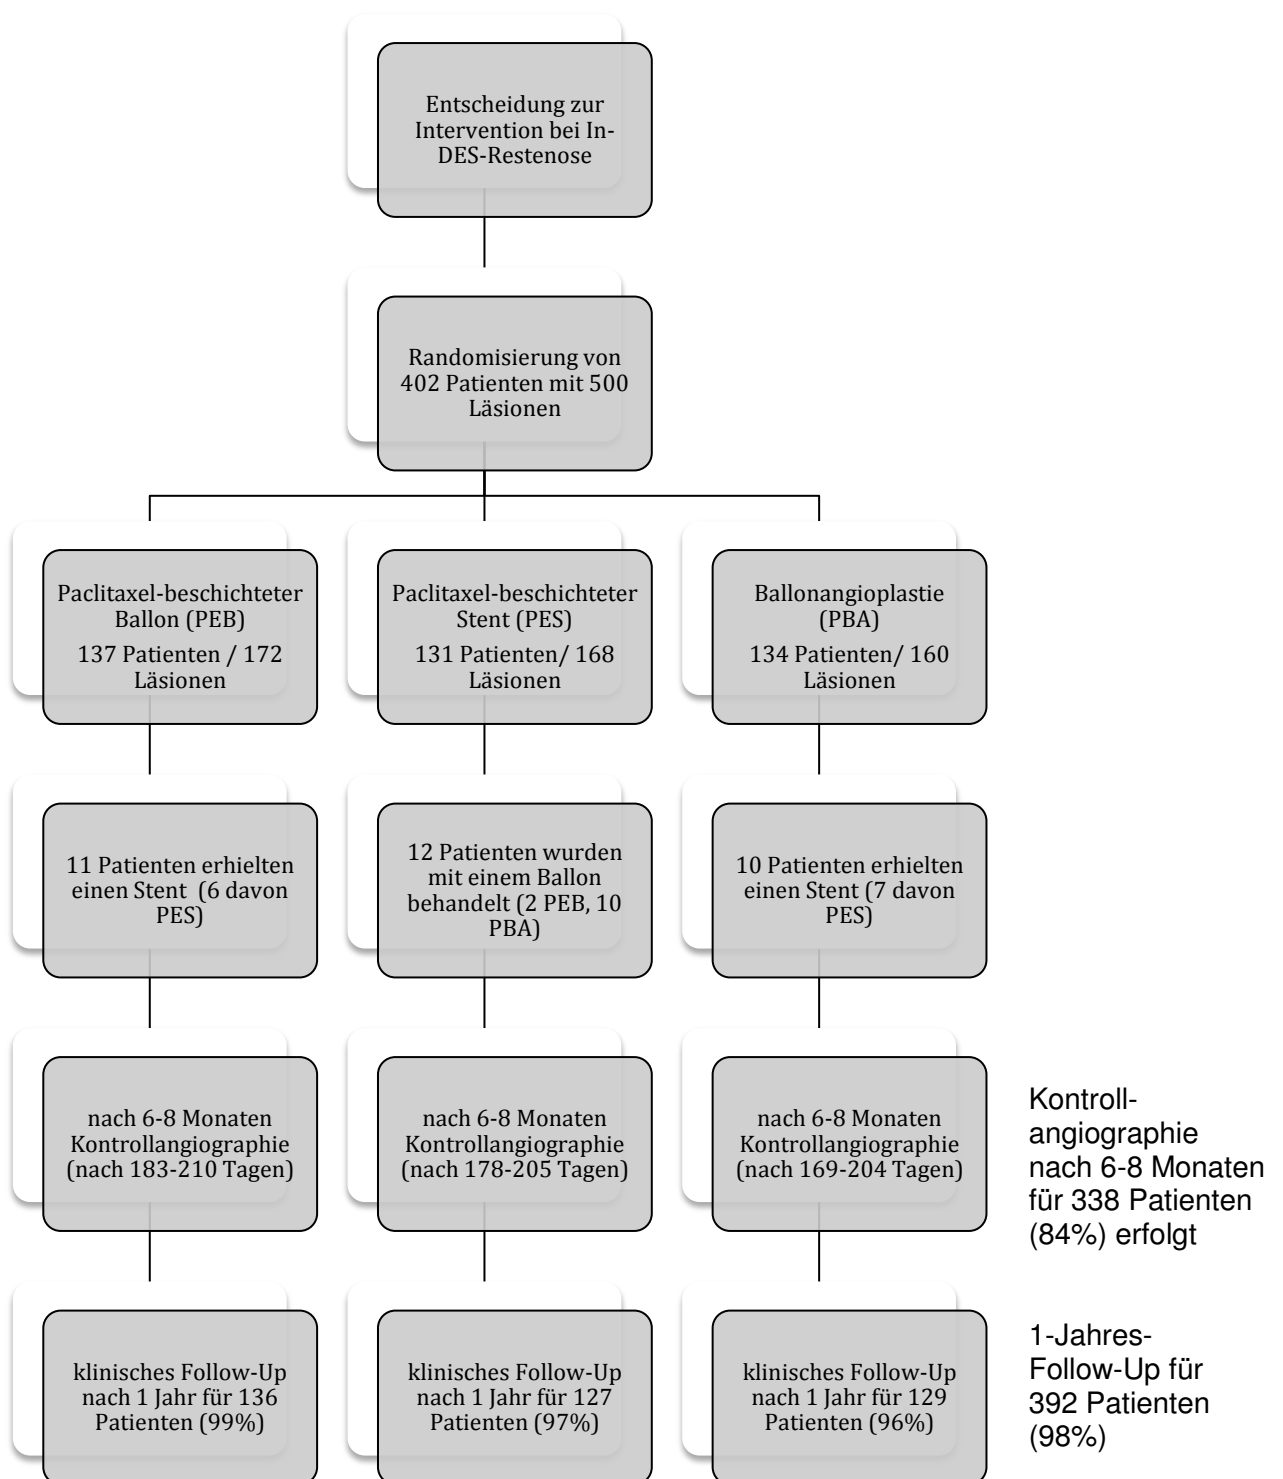 Entscheidung zur
Intervention bei In-
DES-Restenose
Randomisierung von
402 Patienten mit 500
Läsionen
Paclitaxel-beschichteter
Ballon (PEB)
137 Patienten / 172
Läsionen
Paclitaxel-beschichteter
Stent (PES)
131 Patienten/ 168
Läsionen
Ballonangioplastie
(PBA)
134 Patienten/ 160
Läsionen
11 Patienten erhielten
einen Stent (6 davon
PES)
12 Patienten wurden
mit einem Ballon
behandelt (2 PEB, 10
PBA)
10 Patienten erhielten
einen Stent (7 davon
PES)
nach 6-8 Monaten
Kontrollangiographie
(nach 183-210 Tagen)
nach 6-8 Monaten
Kontrollangiographie
(nach 178-205 Tagen)
nach 6-8 Monaten
Kontrollangiographie
(nach 169-204 Tagen)
Kontroll-
angiographie
nach 6-8 Monaten
für 338 Patienten
(84%) erfolgt
klinisches Follow-Up
nach 1 Jahr für 136
Patienten (99%)
klinisches Follow-Up
nach 1 Jahr für 127
Patienten (97%)
klinisches Follow-Up
nach 1 Jahr für 129
Patienten (96%)
1-Jahres-
Follow-Up für
392 Patienten
(98%)